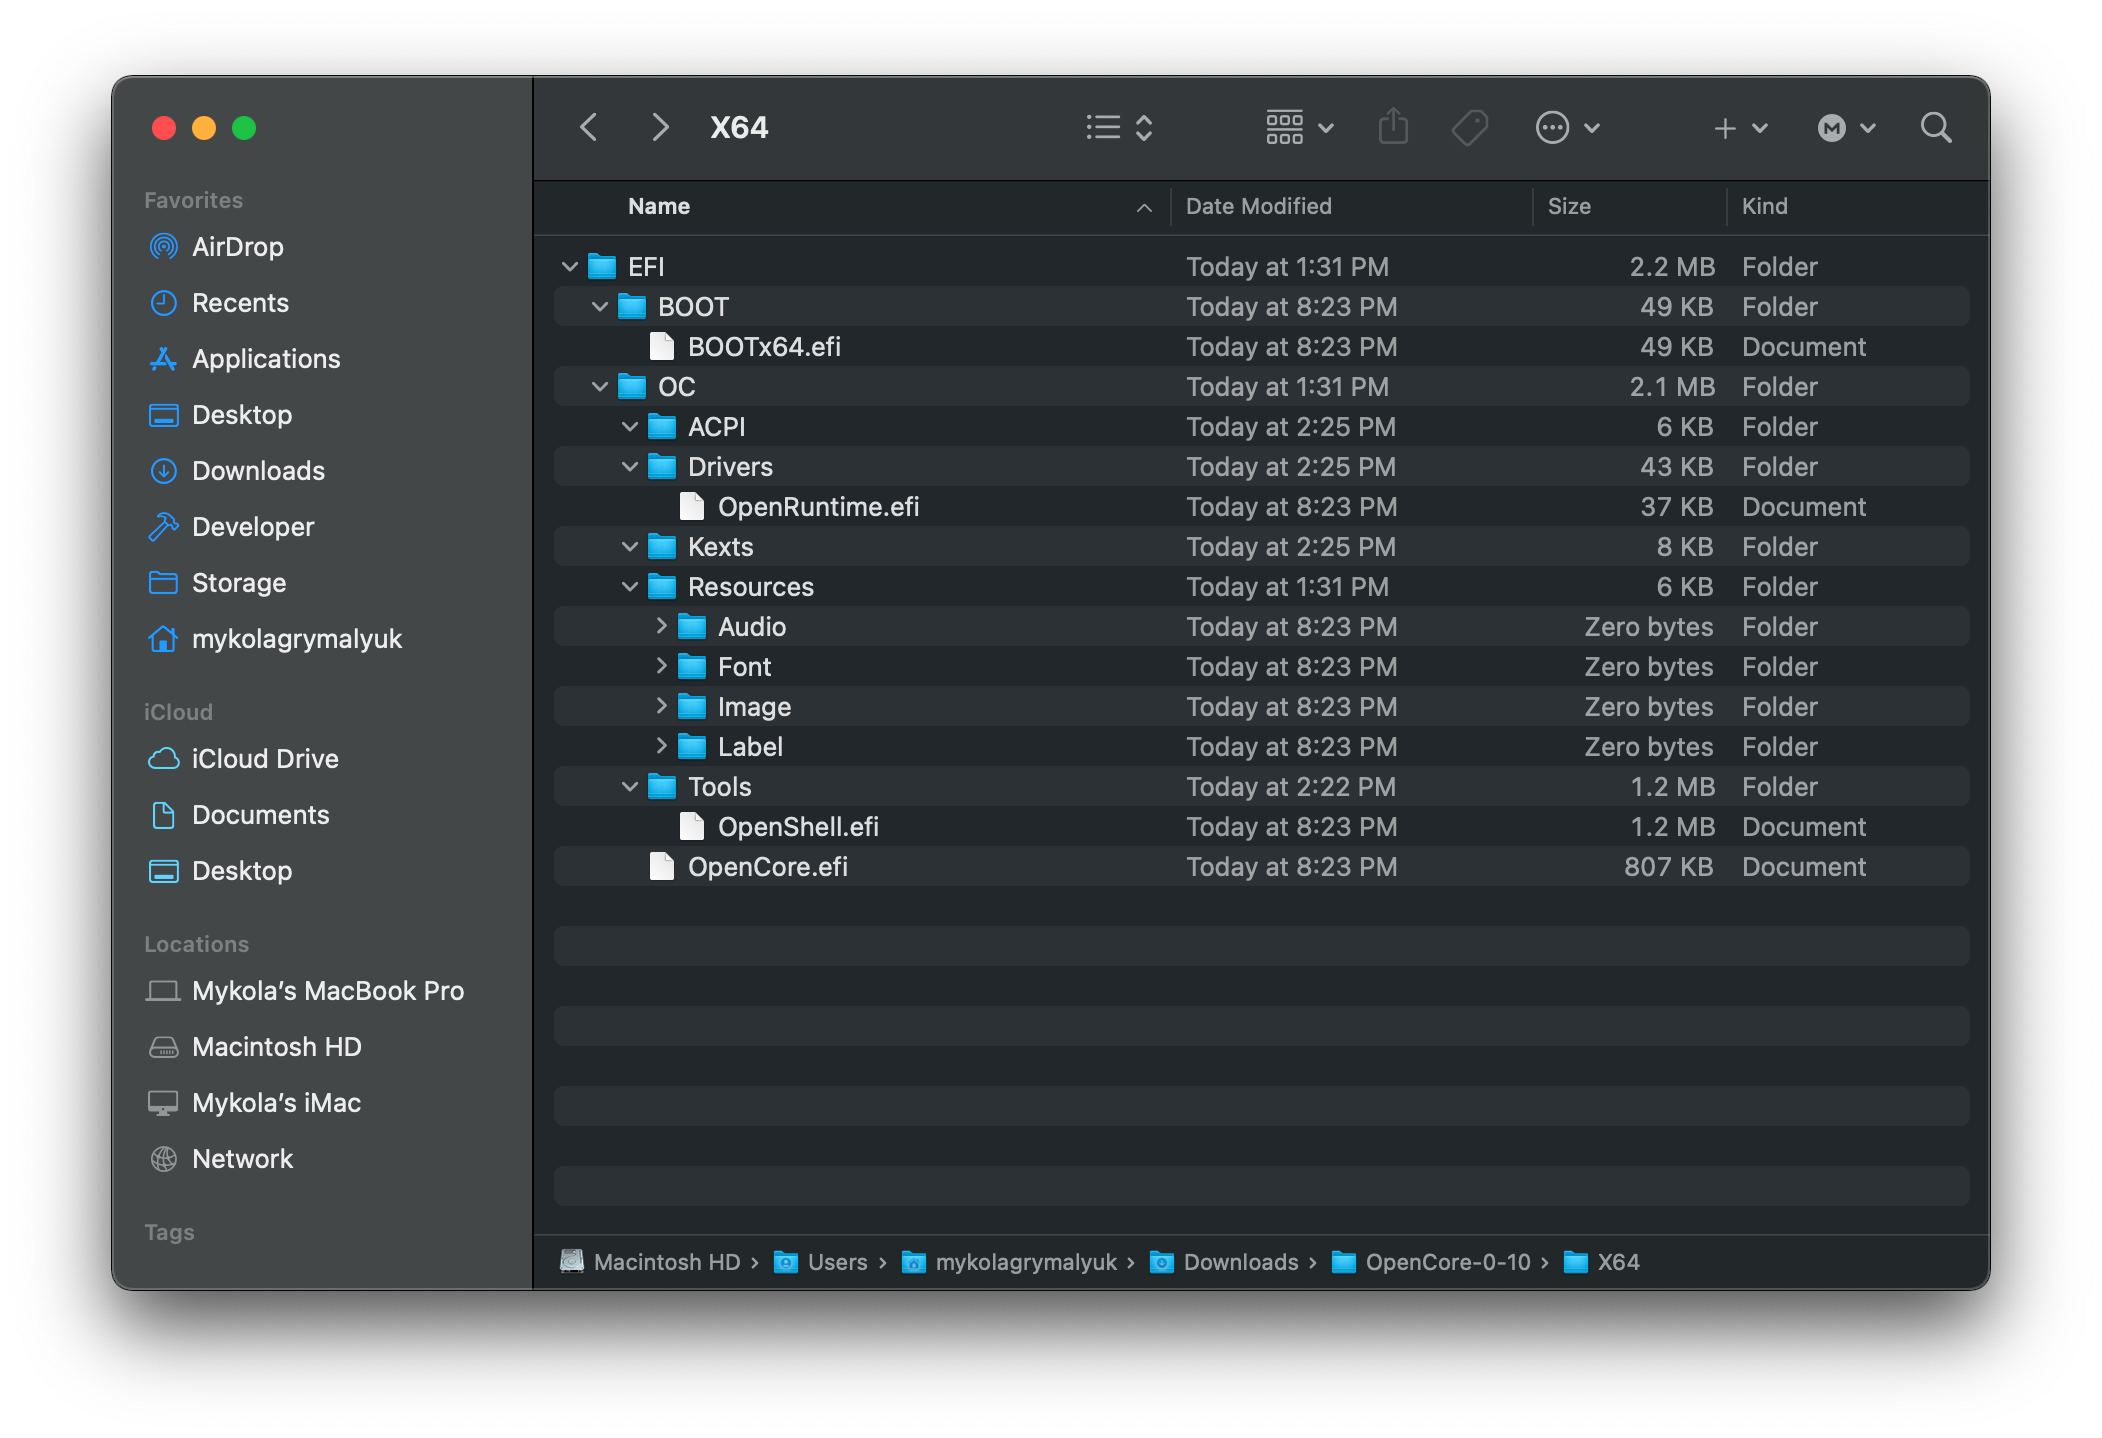 X64
M
Favorites
AirDrop
Recents
Applications
Desktop
Downloads
Developer
Storage
mykolagrymalyuk
iCloud
iCloud Drive
Documents
Desktop
Locations
Mykola’s MacBook Pro
Macintosh HD
Mykola’s iMac
Network
Tags
Name Date Modified Size Kind
EFI Today at 1:31 PM 2.2 MB Folder
BOOT Today at 8:23 PM 49 KB Folder
BOOTx64.efi Today at 8:23 PM 49 KB Document
OC Today at 1:31 PM 2.1 MB Folder
ACPI Today at 2:25 PM 6 KB Folder
Drivers Today at 2:25 PM 43 KB Folder
OpenRuntime.efi Today at 8:23 PM 37 KB Document
Kexts Today at 2:25 PM 8 KB Folder
Resources Today at 1:31 PM 6 KB Folder
Audio Today at 8:23 PM Zero bytes Folder
Font Today at 8:23 PM Zero bytes Folder
Image Today at 8:23 PM Zero bytes Folder
Label Today at 8:23 PM Zero bytes Folder
Tools Today at 2:22 PM 1.2 MB Folder
OpenShell.efi Today at 8:23 PM 1.2 MB Document
OpenCore.efi Today at 8:23 PM 807 KB Document
Macintosh HD › Users › mykolagrymalyuk › Downloads › OpenCore-0-10 › X64